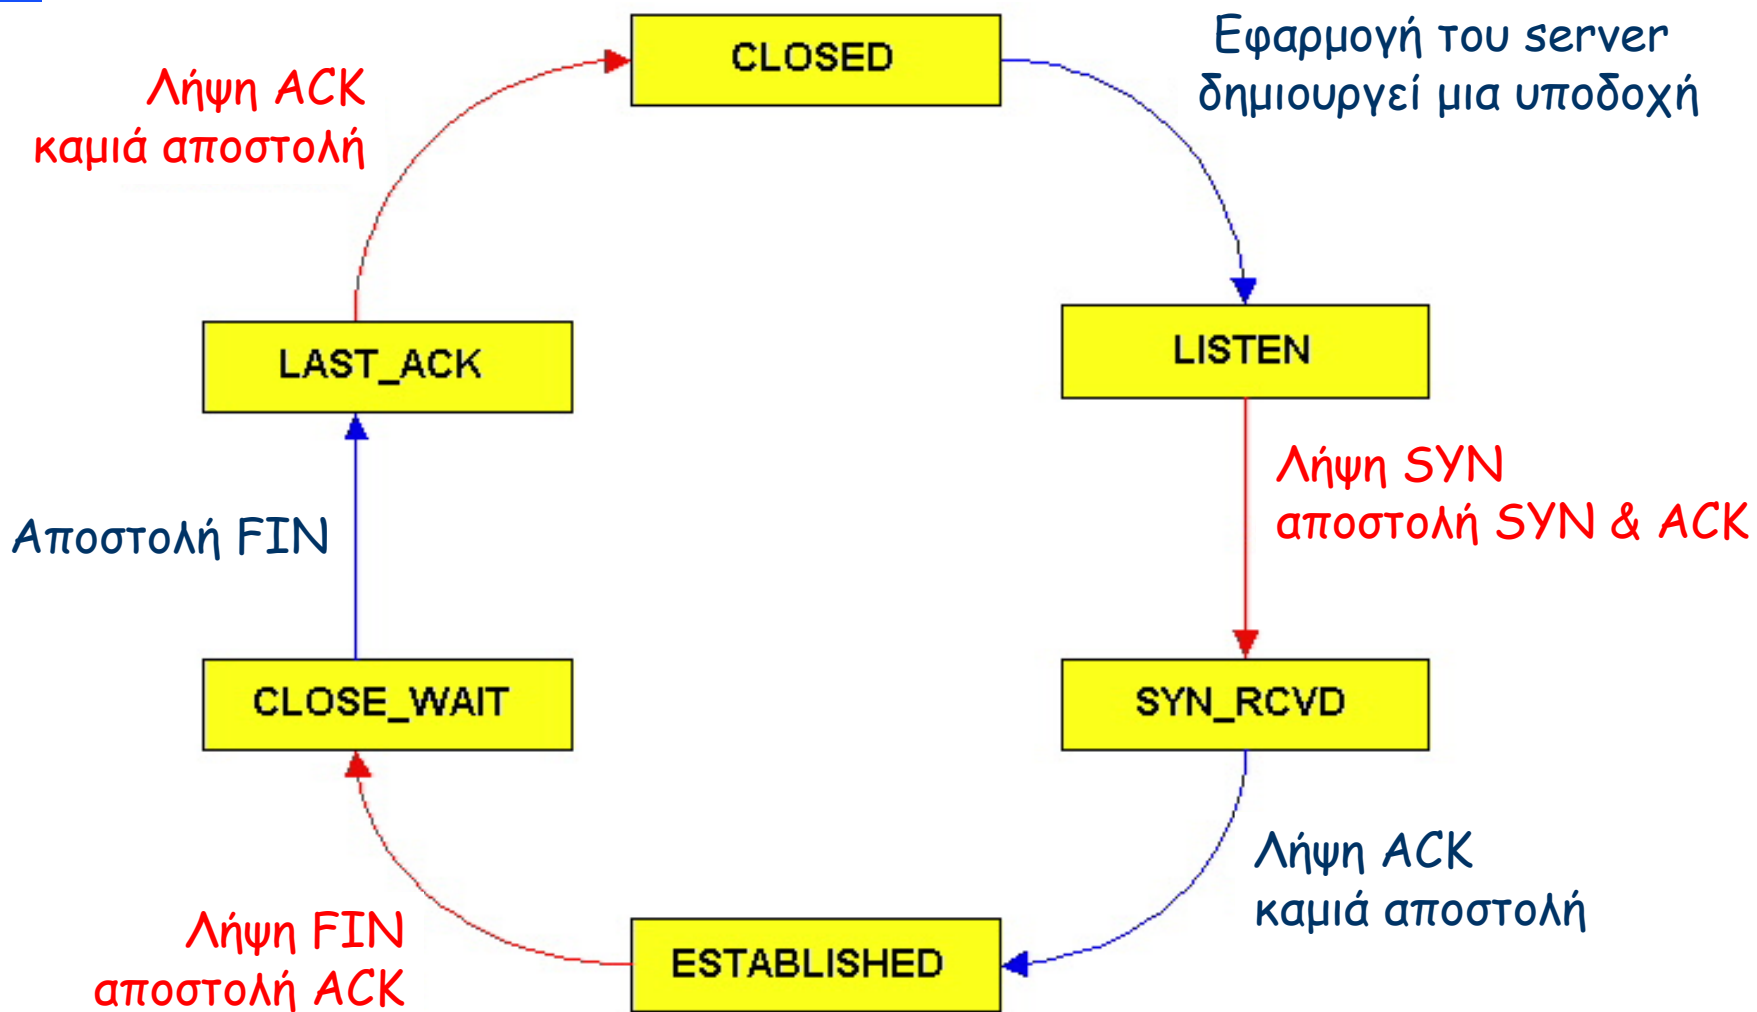 CLOSED
Εφαρμογή του server
δημιουργεί μια υποδοχή
Λήψη ACK
καμιά αποστολή
LAST_ACK
LISTEN
Λήψη SYN
αποστολή SYN & ACK
Αποστολή FIN
CLOSE_WAIT
SYN_RCVD
Λήψη ACK
καμιά αποστολή
Λήψη FIN
αποστολή ACK
ESTABLISHED